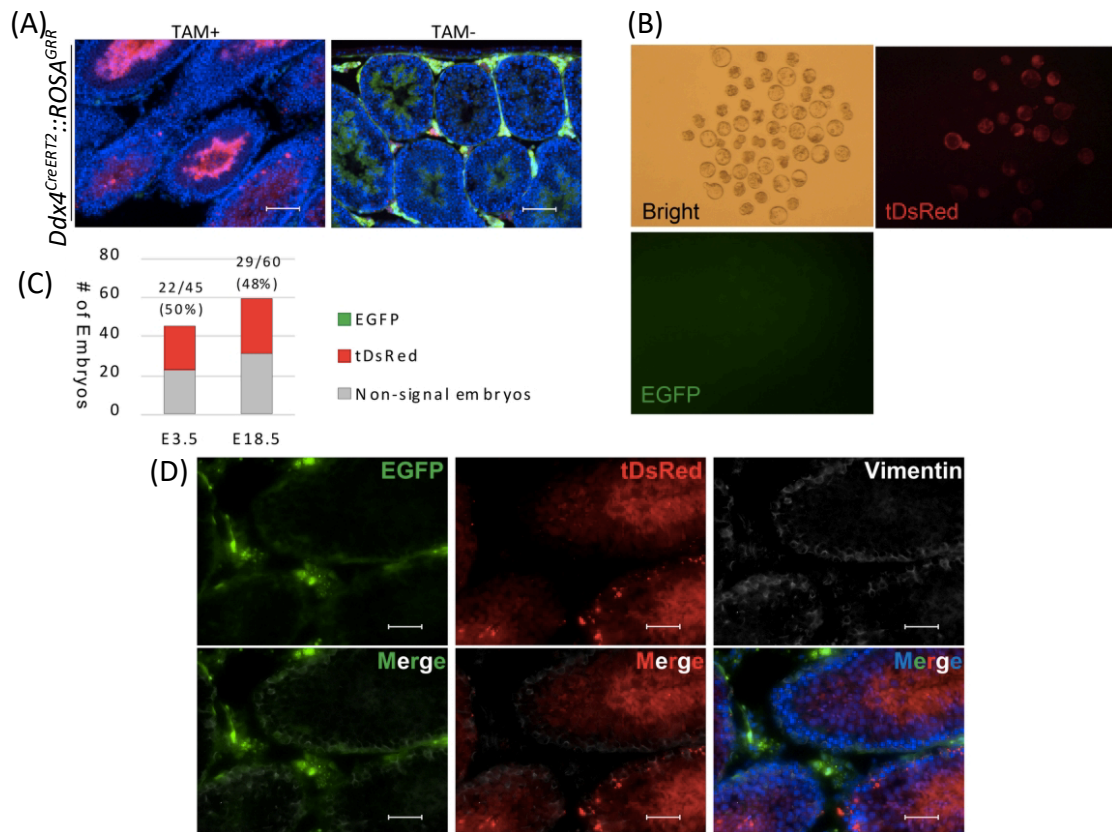 (A)
TAM+ TAM-
Ddx4CreERT2::ROSAGRR
(B)
Bright
tDsRed
EGFP
(C)
# of Embryos
80
60
40
20
0
22/45
(50%)
29/60
(48%)
E3.5 E18.5
EGFP
tDsRed
Non-signal embryos
(D)
EGFP tDsRed Vimentin
Merge Merge Merge